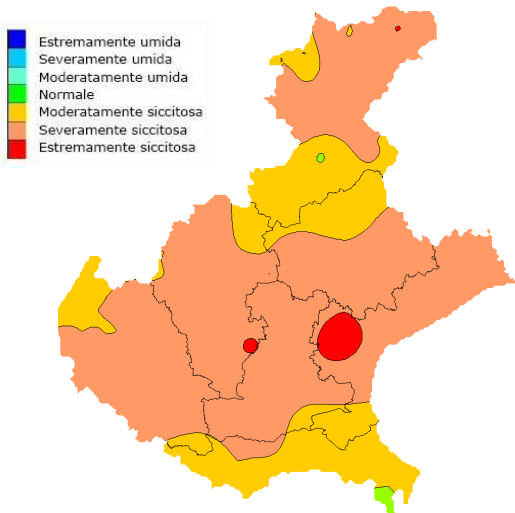 Estremamente umida
Severamente umida
Moderatamente umida
Normale
Moderatamente siccitosa
Severamente siccitosa
Estremamente siccitosa